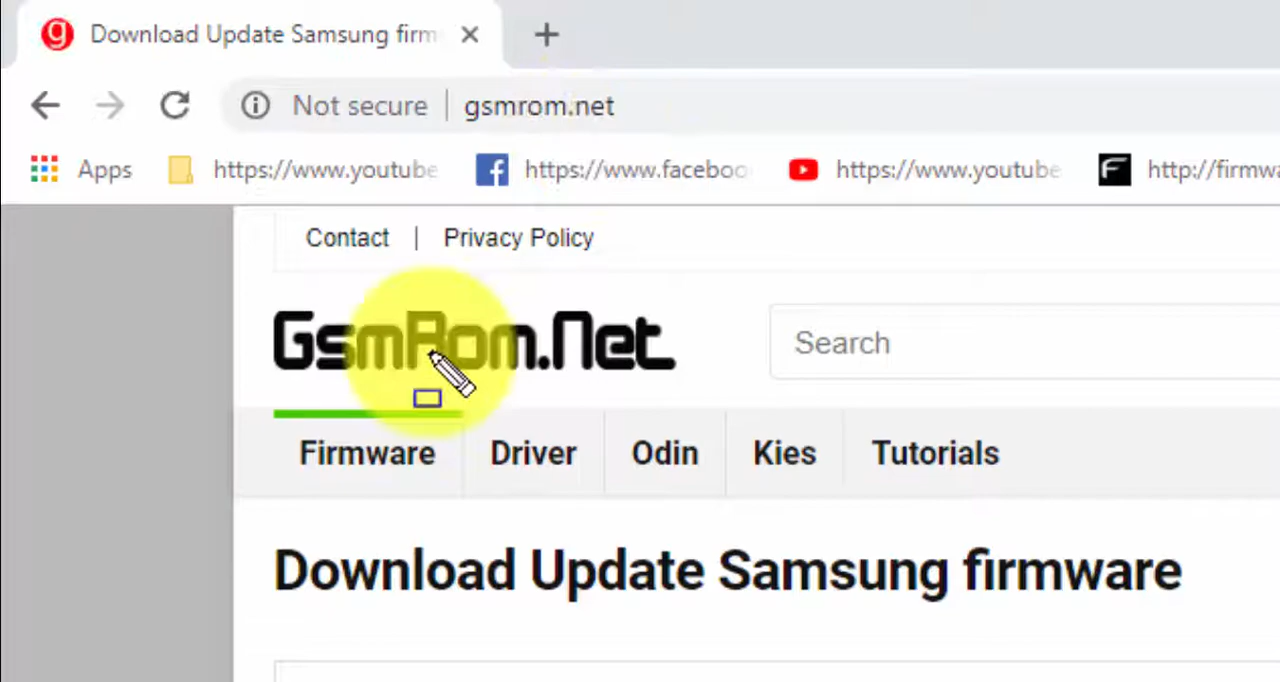 Download Update Samsung firm
Not secure gsmrom.net
Apps https://www.youtube https://www.faceboo https://www.youtube http://firmwa
Contact | Privacy Policy
GsmRom.Net Search
Firmware Driver Odin Kies Tutorials
Download Update Samsung firmware